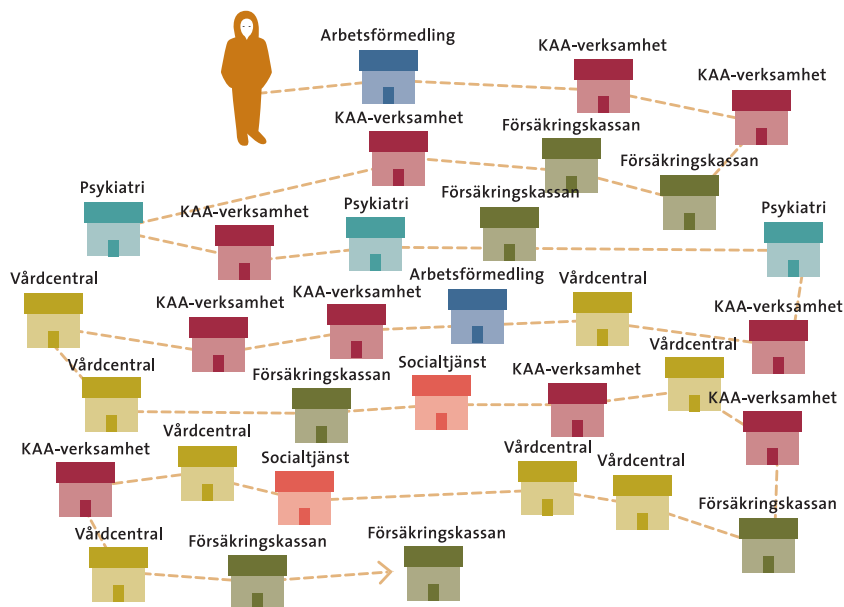 Arbetsförmedling
KAA-verksamhet
KAA-verksamhet
KAA-verksamhet
Försäkringskassan
Försäkringskassan
Psykiatri
KAA-verksamhet
Psykiatri
Försäkringskassan
Psykiatri
Vårdcentral
KAA-verksamhet
KAA-verksamhet
Arbetsförmedling
Vårdcentral
KAA-verksamhet
Vårdcentral
Försäkringskassan
Socialtjänst
KAA-verksamhet
Vårdcentral
KAA-verksamhet
KAA-verksamhet
Vårdcentral
Socialtjänst
Vårdcentral
Vårdcentral
Försäkringskassan
Vårdcentral
Försäkringskassan
Försäkringskassan